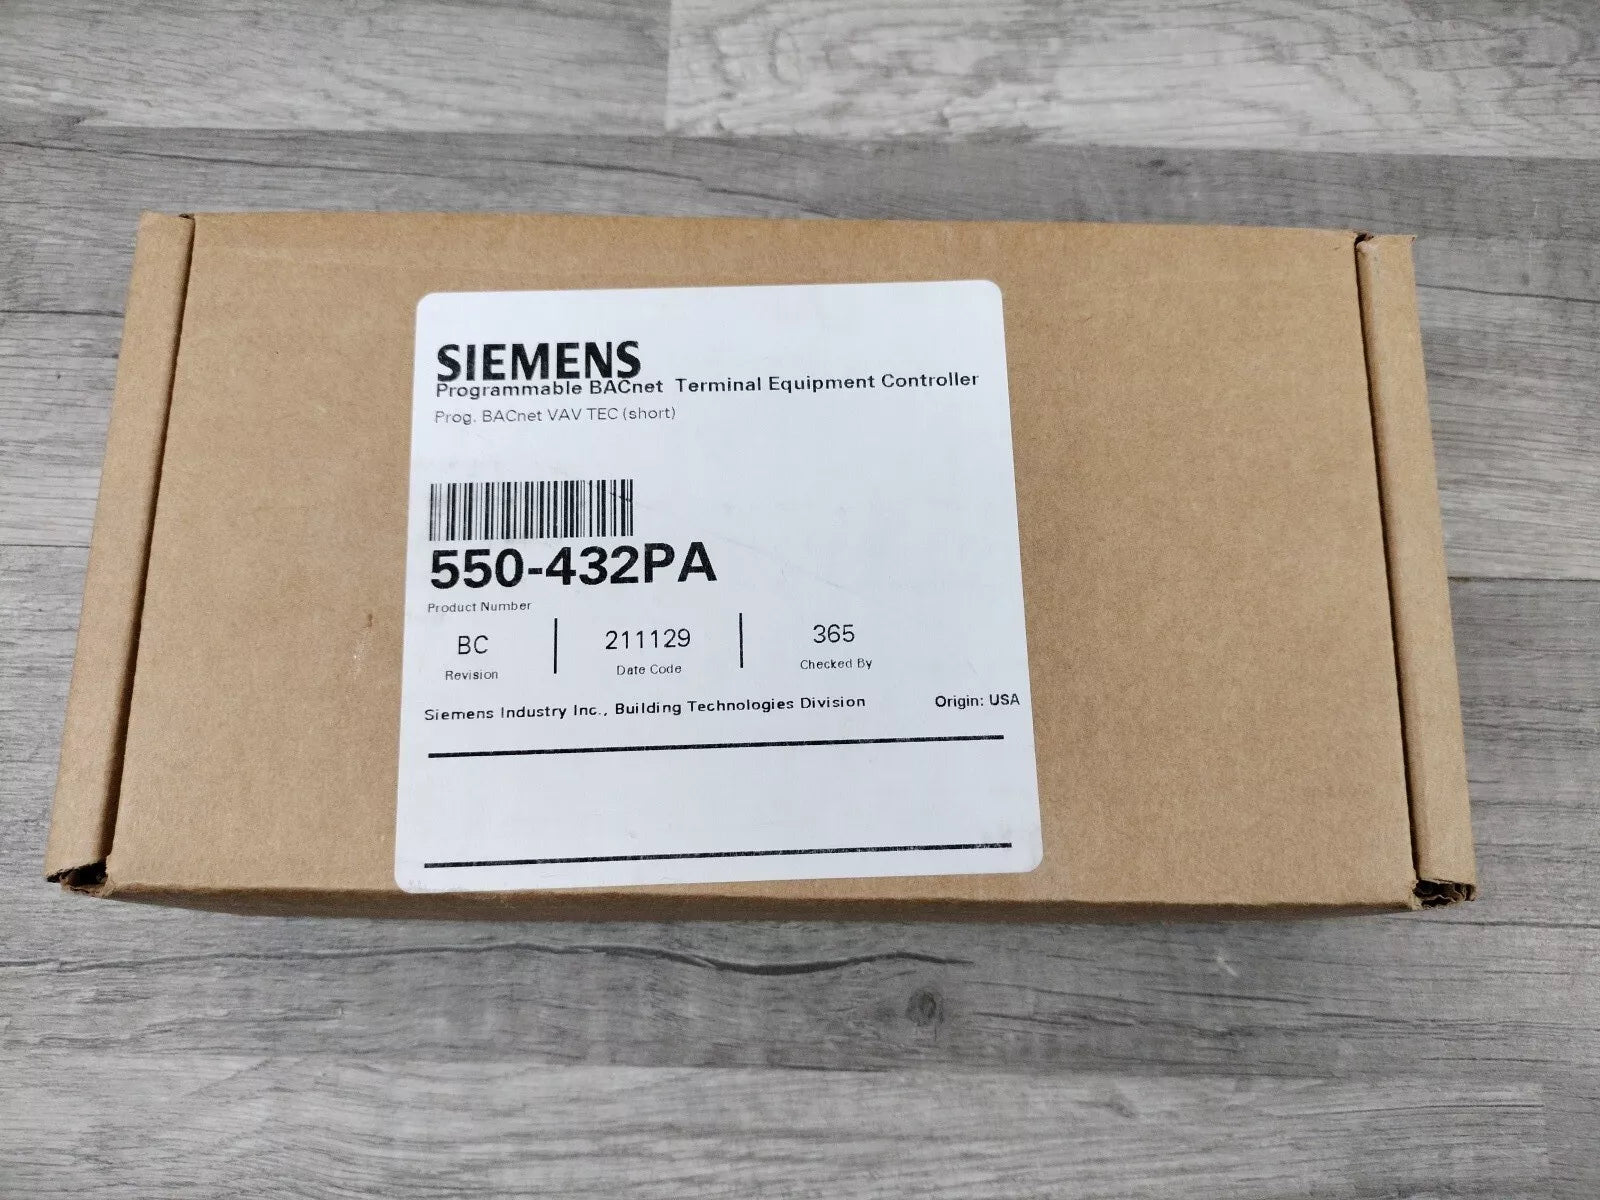 SIEMENS
Programmable BACnet Terminal Equipment Controller
Prog. BACnet VAV TEC (short)
550-432PA
Product Number
BC 211129 365
Revision Date Code Checked By
Siemens Industry Inc., Building Technologies Division Origin: USA